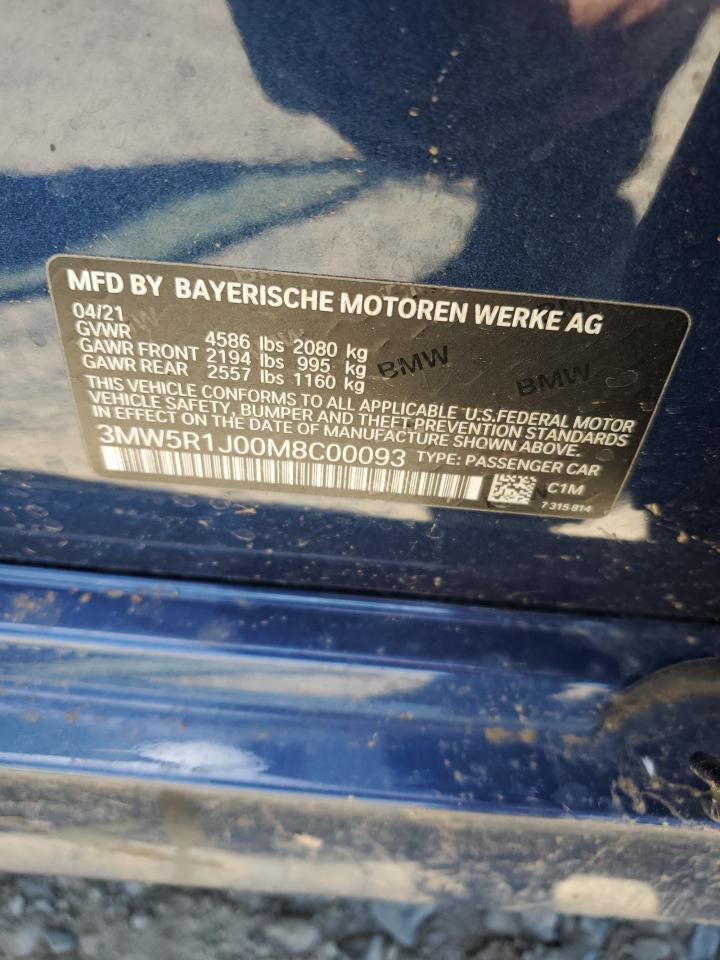 MFD BY BAYERISCHE MOTOREN WERKE AG
04/21
GVWR 4586 lbs 2080 kg
GAWR FRONT 2194 lbs 995 kg
GAWR REAR 2557 lbs 1160 kg
BMW BMW
THIS VEHICLE CONFORMS TO ALL APPLICABLE U.S.FEDERAL MOTOR
VEHICLE SAFETY, BUMPER AND THEFT PREVENTION STANDARDS
IN EFFECT ON THE DATE OF MANUFACTURE SHOWN ABOVE.
3MW5R1J00M8C00093 TYPE: PASSENGER CAR
C1M
7 315 814